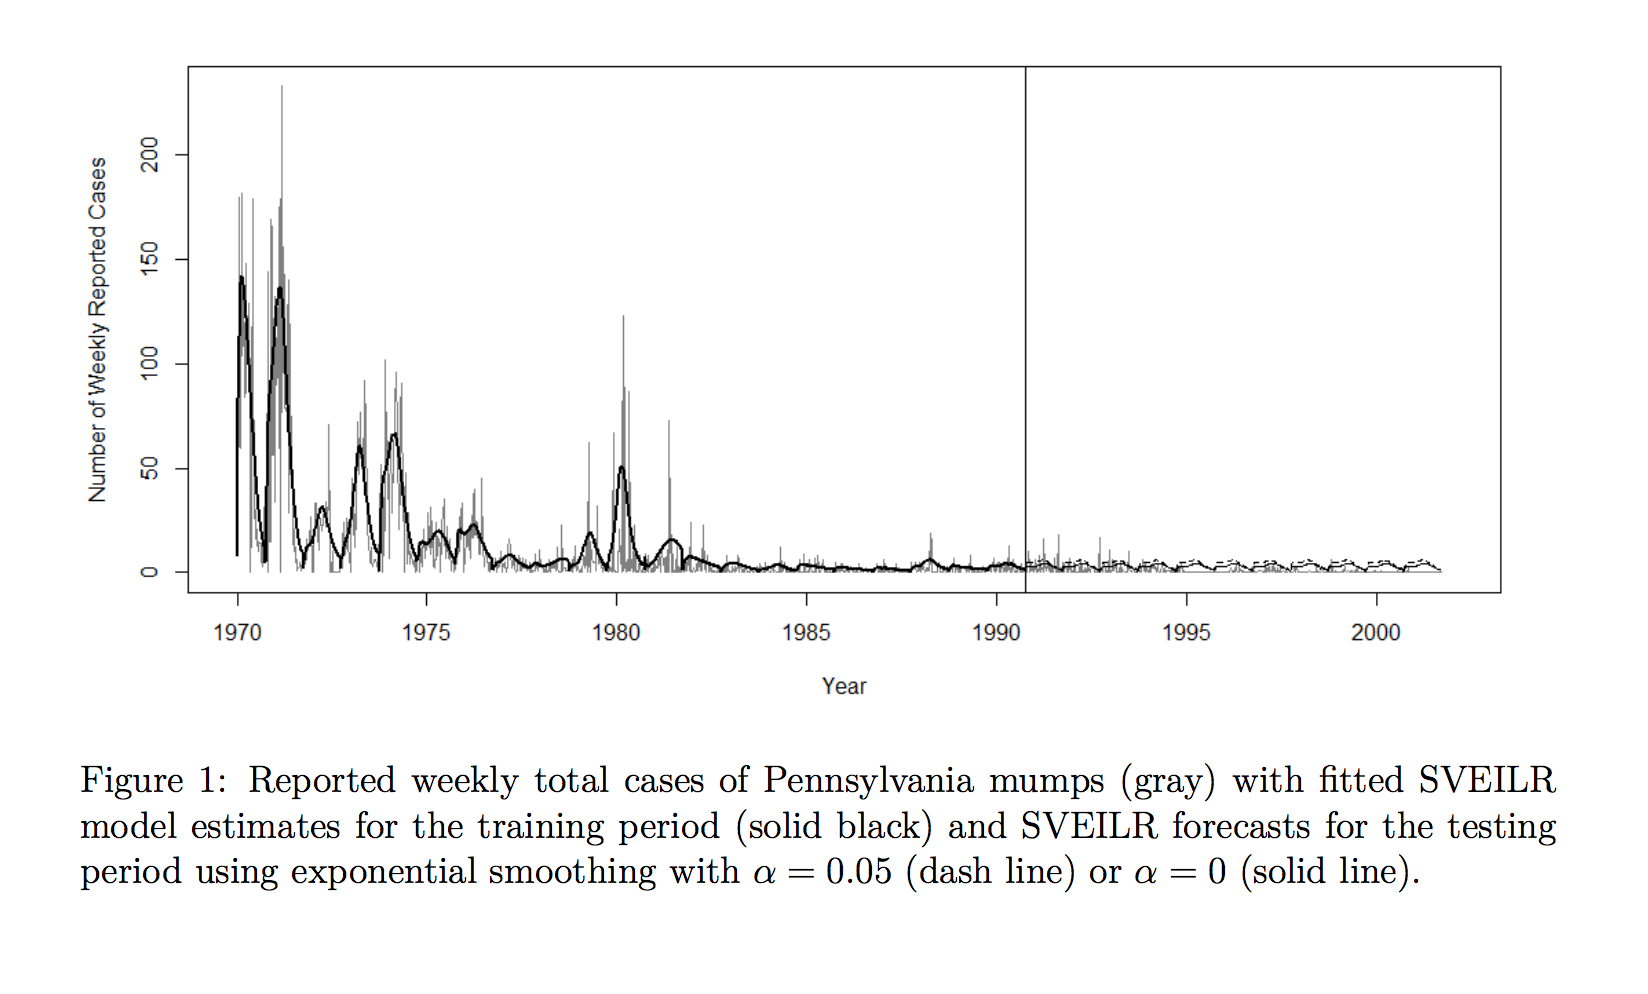 Number of Weekly Reported Cases
200
150
100
50
0
1970 1975 1980 1985 1990 1995 2000
Year
Figure 1: Reported weekly total cases of Pennsylvania mumps (gray) with fitted SVEILR
model estimates for the training period (solid black) and SVEILR forecasts for the testing
period using exponential smoothing with α = 0.05 (dash line) or α = 0 (solid line).